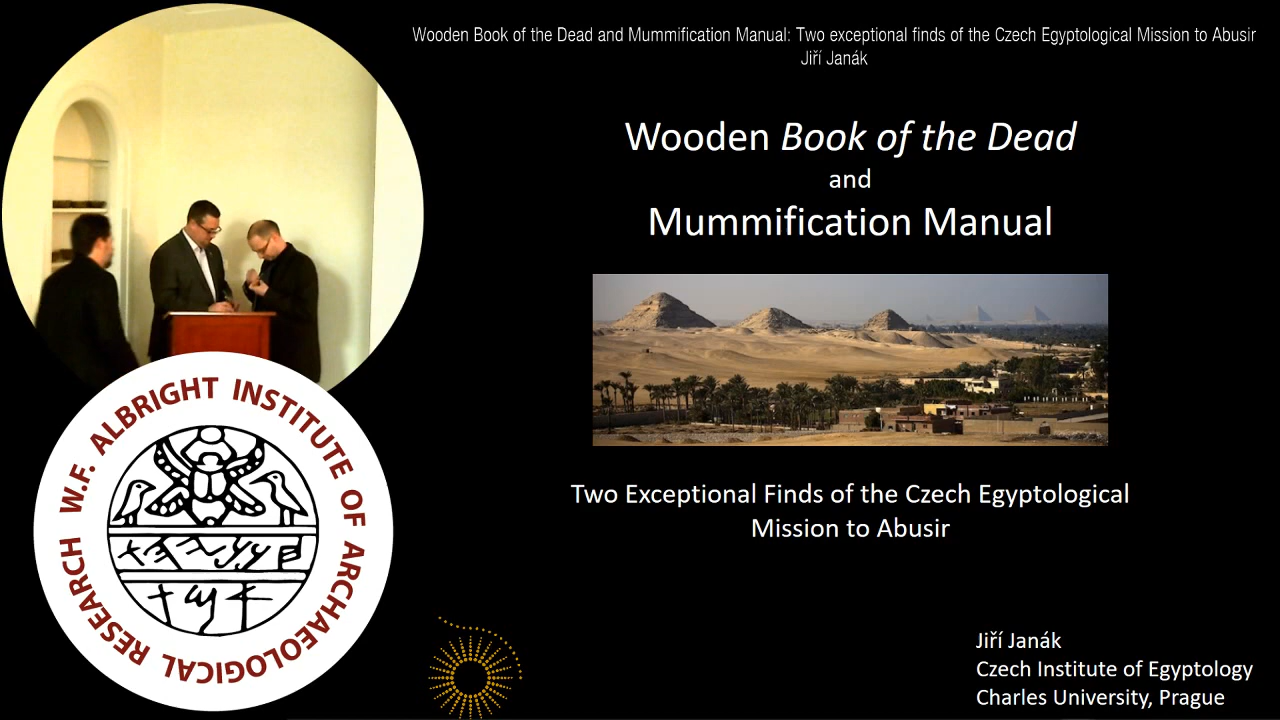 Wooden Book of the Dead and Mummification Manual: Two exceptional finds of the Czech Egyptological Mission to Abusir
Jiří Janák
Wooden Book of the Dead
and
Mummification Manual
Two Exceptional Finds of the Czech Egyptological
Mission to Abusir
Jiří Janák
Czech Institute of Egyptology
Charles University, Prague
W.F. ALBRIGHT INSTITUTE OF ARCHAEOLOGICAL RESEARCH